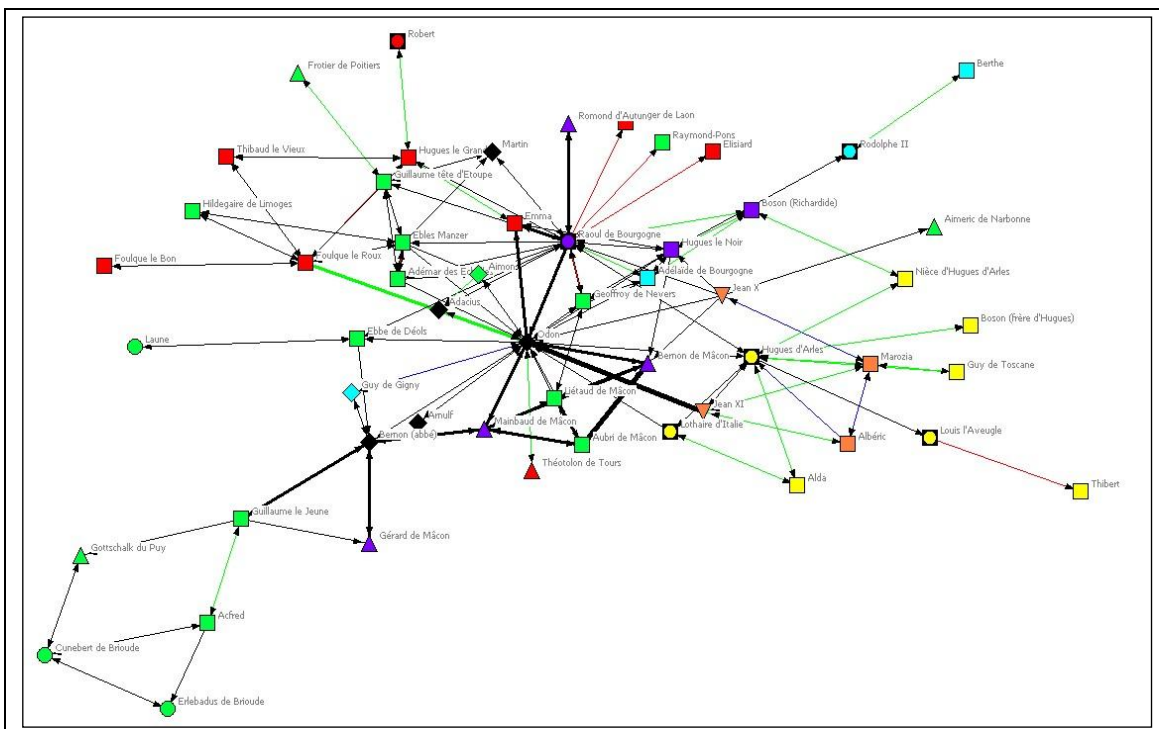 Robert
Frotier de Poitiers
Berthe
Romond d'Autun
ger de Laon
Raymond-Pons
Elisiard
Martin
Rodolphe II
Thibaud le Vieux
Hugues le Grand
Guillaume tête d'Etoupe
Hildegaire de Limoges
Emma
Boson (Richardide)
Aimeric de Narbonne
Raoul de Bourgogne
Ebles Manzer
Hugues le Noir
Foulque le Bon
Foulque le Roux
Adémar des Ech
Aimons
Adélaïde de Bourgogne
Nièce d'Hugues d'Arles
Geoffroy de Nevers
Jean X
Adacius
Boson (frère d'Hugues)
Laune
Ebbe de Déols
Odon
Bernon de Mâcon
Hugues d'Arles
Marozia
Guy de Toscane
Guy de Gigny
Liétaud de Mâcon
Jean XI
Arnulf
Mainbaud de Mâcon
Lothaire d'Italie
Louis l'Aveugle
Bernon (abbé)
Aubri de Mâcon
Albéric
Théotolon de Tours
Alda
Thibert
Guillaume le Jeune
Gérard de Mâcon
Gottschalk du Puy
Acfred
Cunebert de Brioude
Erlebadus de Brioude